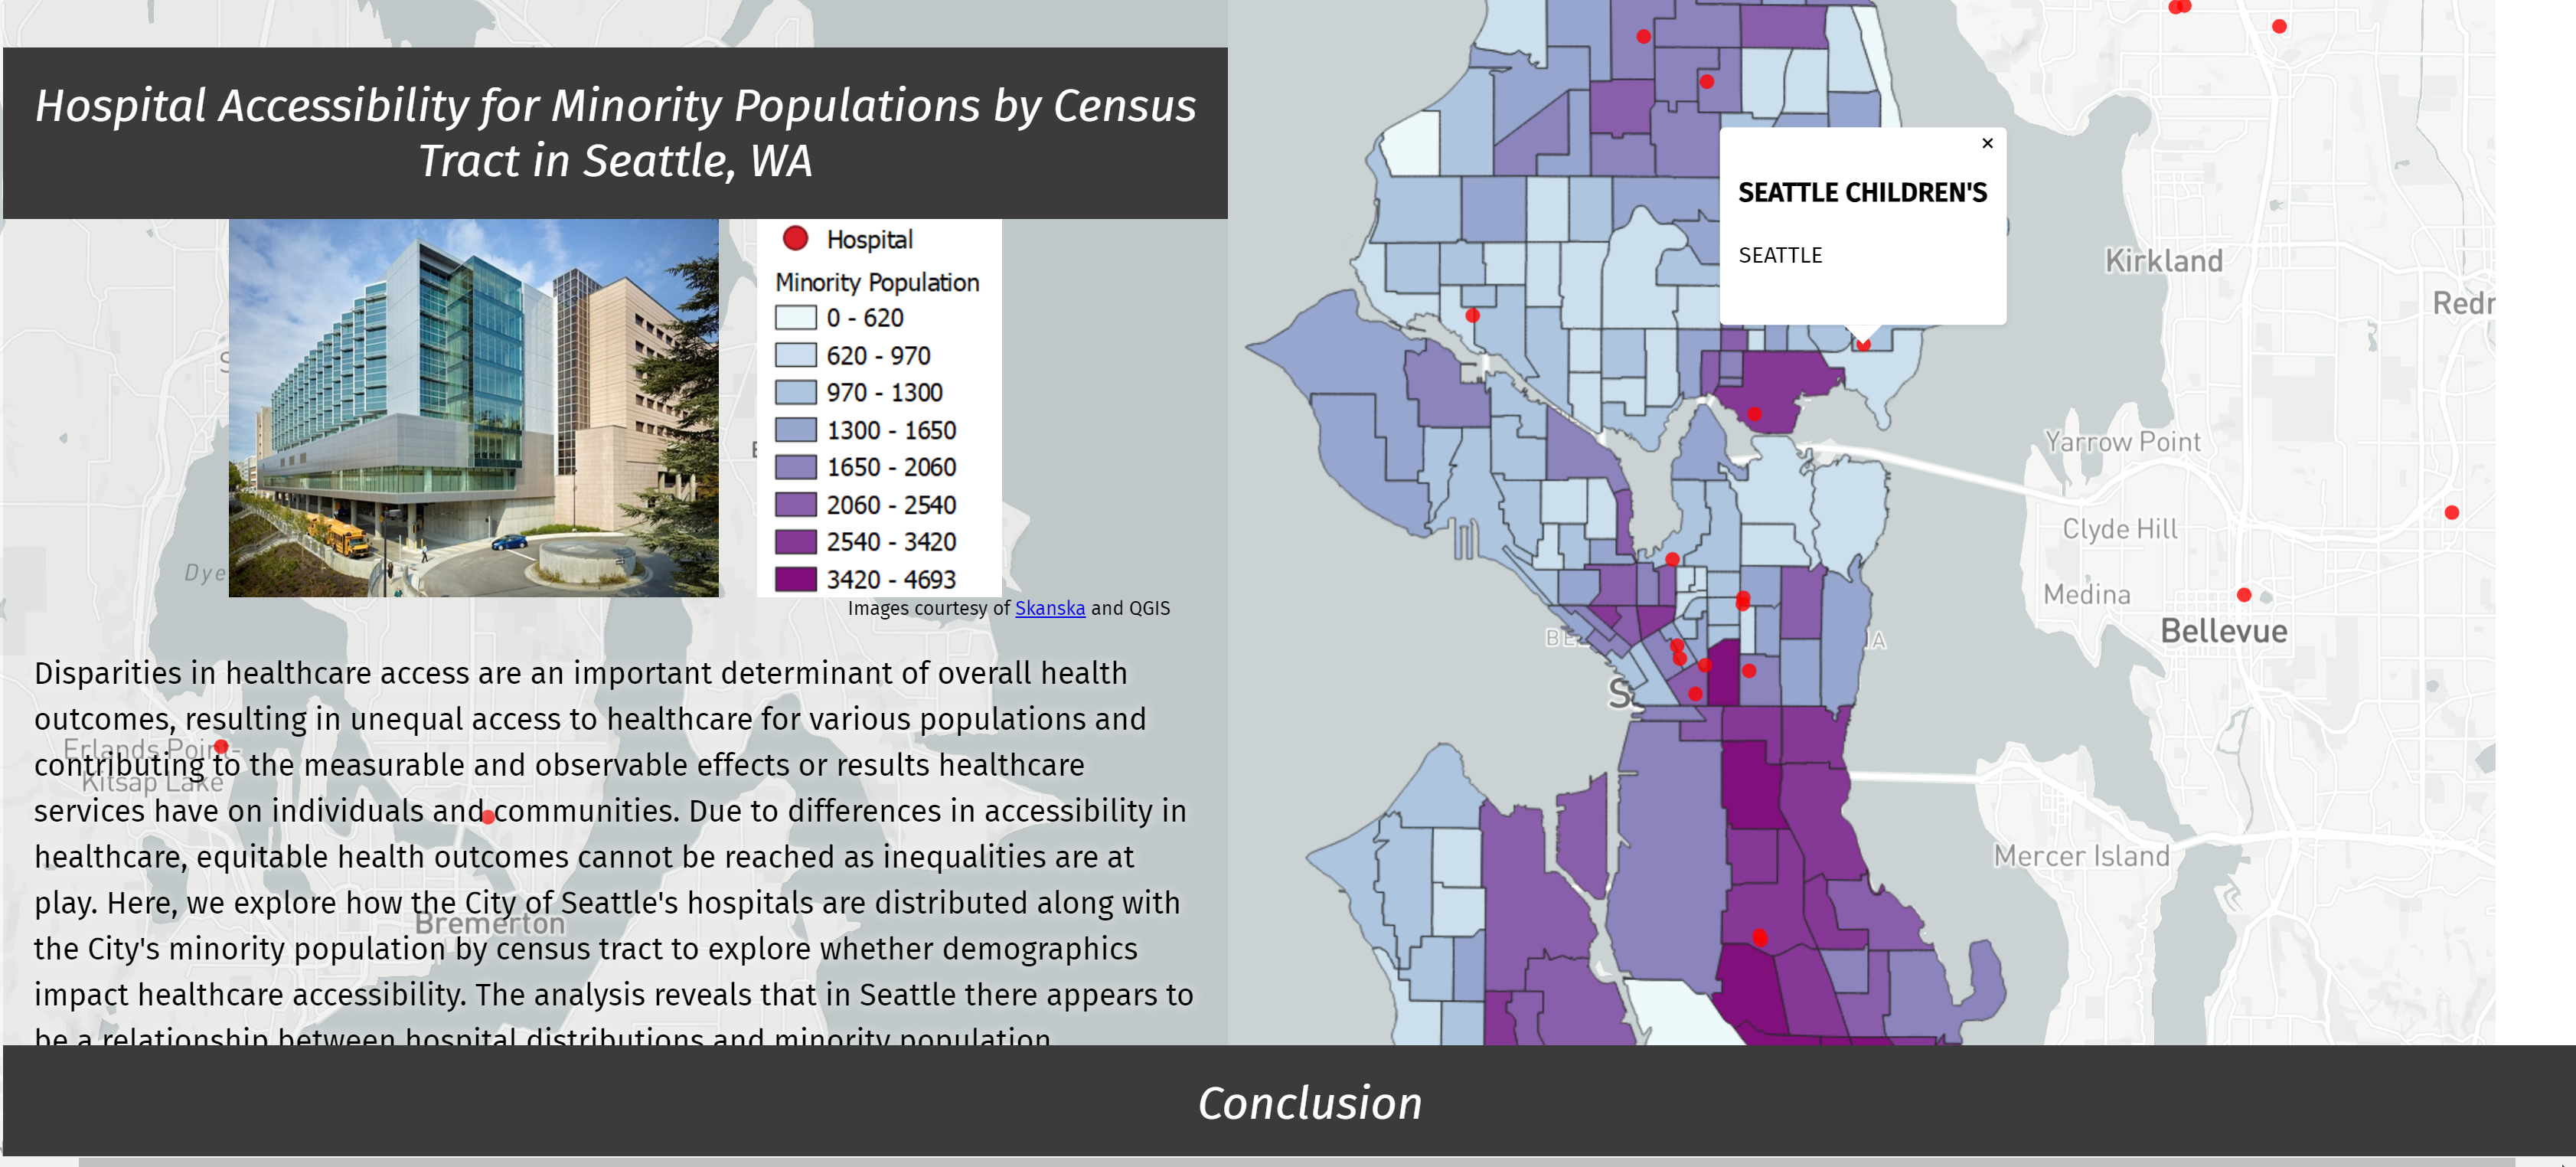 Hospital Accessibility for Minority Populations by Census
Tract in Seattle, WA
Hospital
Minority Population
0 - 620
620 - 970
970 - 1300
1300 - 1650
1650 - 2060
2060 - 2540
2540 - 3420
3420 - 4693
Images courtesy of Skanska and QGIS
Disparities in healthcare access are an important determinant of overall health
outcomes, resulting in unequal access to healthcare for various populations and
contributing to the measurable and observable effects or results healthcare
services have on individuals and communities. Due to differences in accessibility in
healthcare, equitable health outcomes cannot be reached as inequalities are at
play. Here, we explore how the City of Seattle's hospitals are distributed along with
the City's minority population by census tract to explore whether demographics
impact healthcare accessibility. The analysis reveals that in Seattle there appears to
be a relationship between hospital distributions and minority population
Dye
Erlands Point-
Kitsap Lake
Bremerton
×
SEATTLE CHILDREN'S
SEATTLE
Kirkland
Redr
Yarrow Point
Clyde Hill
Medina
Bellevue
BE
A
S
Mercer Island
Conclusion